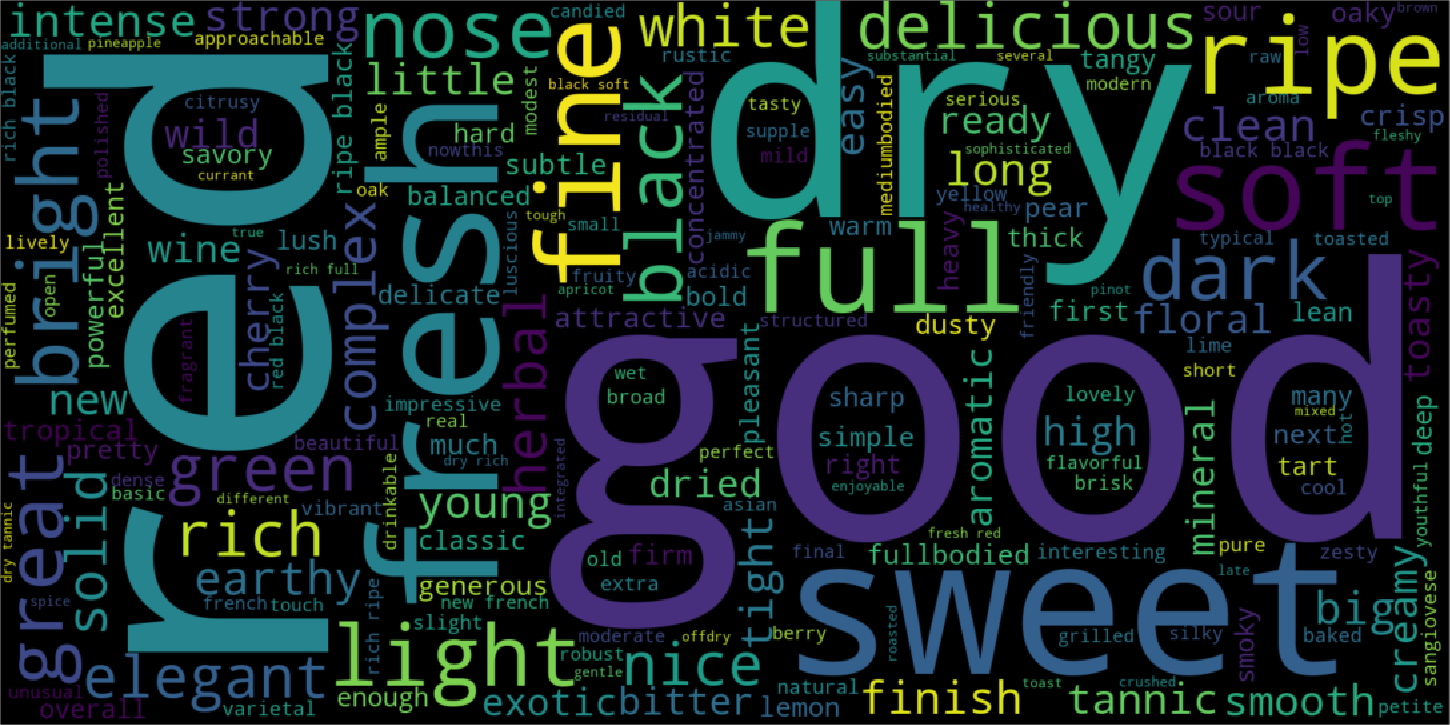 intense
strong
nose
candied
white
delicious
sour
oaky
brown
additional
pineapple
approachable
fine
rustic
substantial
several
tangy
ripe
raw
low
rich black
red
ripe black
little
modest
black soft
dry
modern
aroma
crisp
fleshy
bright
polished
citrusy
wild
savory
currant
ample
fresh
hard
nowthis
residual
black
concentrated
tasty
supple
mild
easy
mediumbodied
serious
ready
sophisticated
clean
black black
subtle
oak
balanced
long
yellow
healthy
pear
soft
top
lively
powerful
excellent
true
wine
lush
rich full
complex
luscious
tough
small
jammy
warm
full
heavy
thick
typical
toasted
perfumed
open
cherry
red black
fragrant
delicate
herbal
fruity
apricot
acidic
bold
attractive
structured
pinot
friendly
first
dark
floral
lean
toasty
dusty
lime
short
new
impressive
real
good
wet
broad
pleasant
sharp
aromatic
lovely
many
mixed
tropical
pretty
beautiful
much
dry rich
perfect
simple
right
enjoyable
high
flavorful
brisk
mineral
next
hot
tart
cool
deep
youthful
great
solid
dense
basic
green
different
vibrant
drinkable
young
integrated
dried
asian
fresh red
dry tannic
rich
classic
old
firm
extra
tight
final
fullbodied
interesting
pure
zesty
late
spice
earthy
french
touch
rich ripe
generous
new french
slight
sweet
creamy
sangiovese
light
moderate
offdry
berry
roasted
grilled
silky
smoky
big
baked
unusual
overall
elegant
varietal
enough
exotic
robust
gentle
bitter
nice
natural
lemon
finish
toast
crushed
tannic
smooth
petite